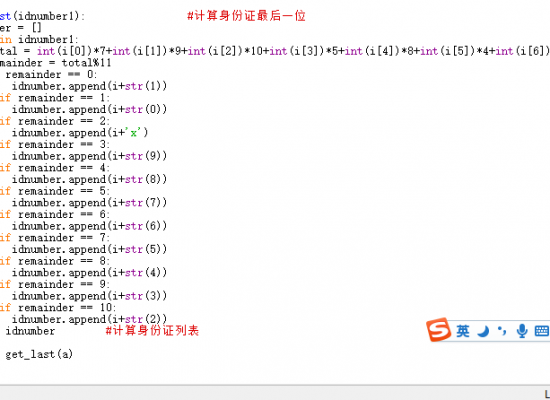 st(idnumber1):                #计算身份证最后一位
er = []
in idnumber1:
tal = int(i[0])*7+int(i[1])*9+int(i[2])*10+int(i[3])*5+int(i[4])*8+int(i[5])*4+int(i[6])
mainder = total%11
remainder == 0:
idnumber.append(i+str(1))
if remainder == 1:
idnumber.append(i+str(0))
if remainder == 2:
idnumber.append(i+'x')
if remainder == 3:
idnumber.append(i+str(9))
if remainder == 4:
idnumber.append(i+str(8))
if remainder == 5:
idnumber.append(i+str(7))
if remainder == 6:
idnumber.append(i+str(6))
if remainder == 7:
idnumber.append(i+str(5))
if remainder == 8:
idnumber.append(i+str(4))
if remainder == 9:
idnumber.append(i+str(3))
if remainder == 10:
idnumber.append(i+str(2))
idnumber        #计算身份证列表
get_last(a)
S 英
L